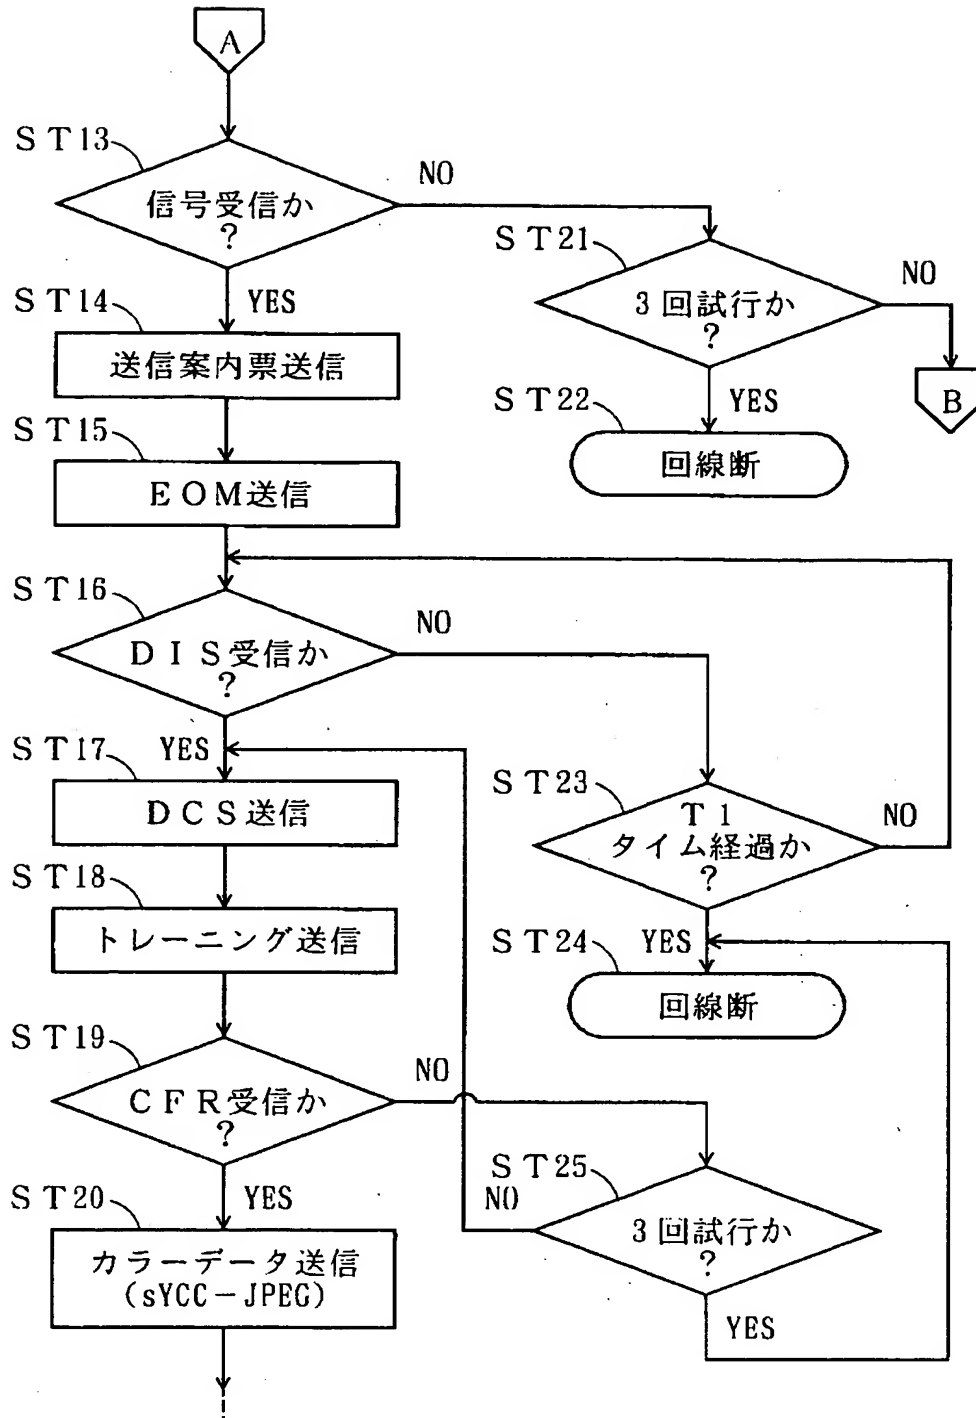 A
ST13
信号受信か
?
NO
YES
ST21
3回試行か
?
NO
YES
B
ST22
回線断
ST14
送信案内票送信
ST15
EOM送信
ST16
DIS受信か
?
NO
YES
ST17
DCS送信
ST23
T1
タイム経過か
?
NO
YES
ST18
トレーニング送信
ST24
回線断
ST19
CFR受信か
?
NO
YES
ST25
3回試行か
?
NO
YES
ST20
カラーデータ送信
(sYCC-JPEG)